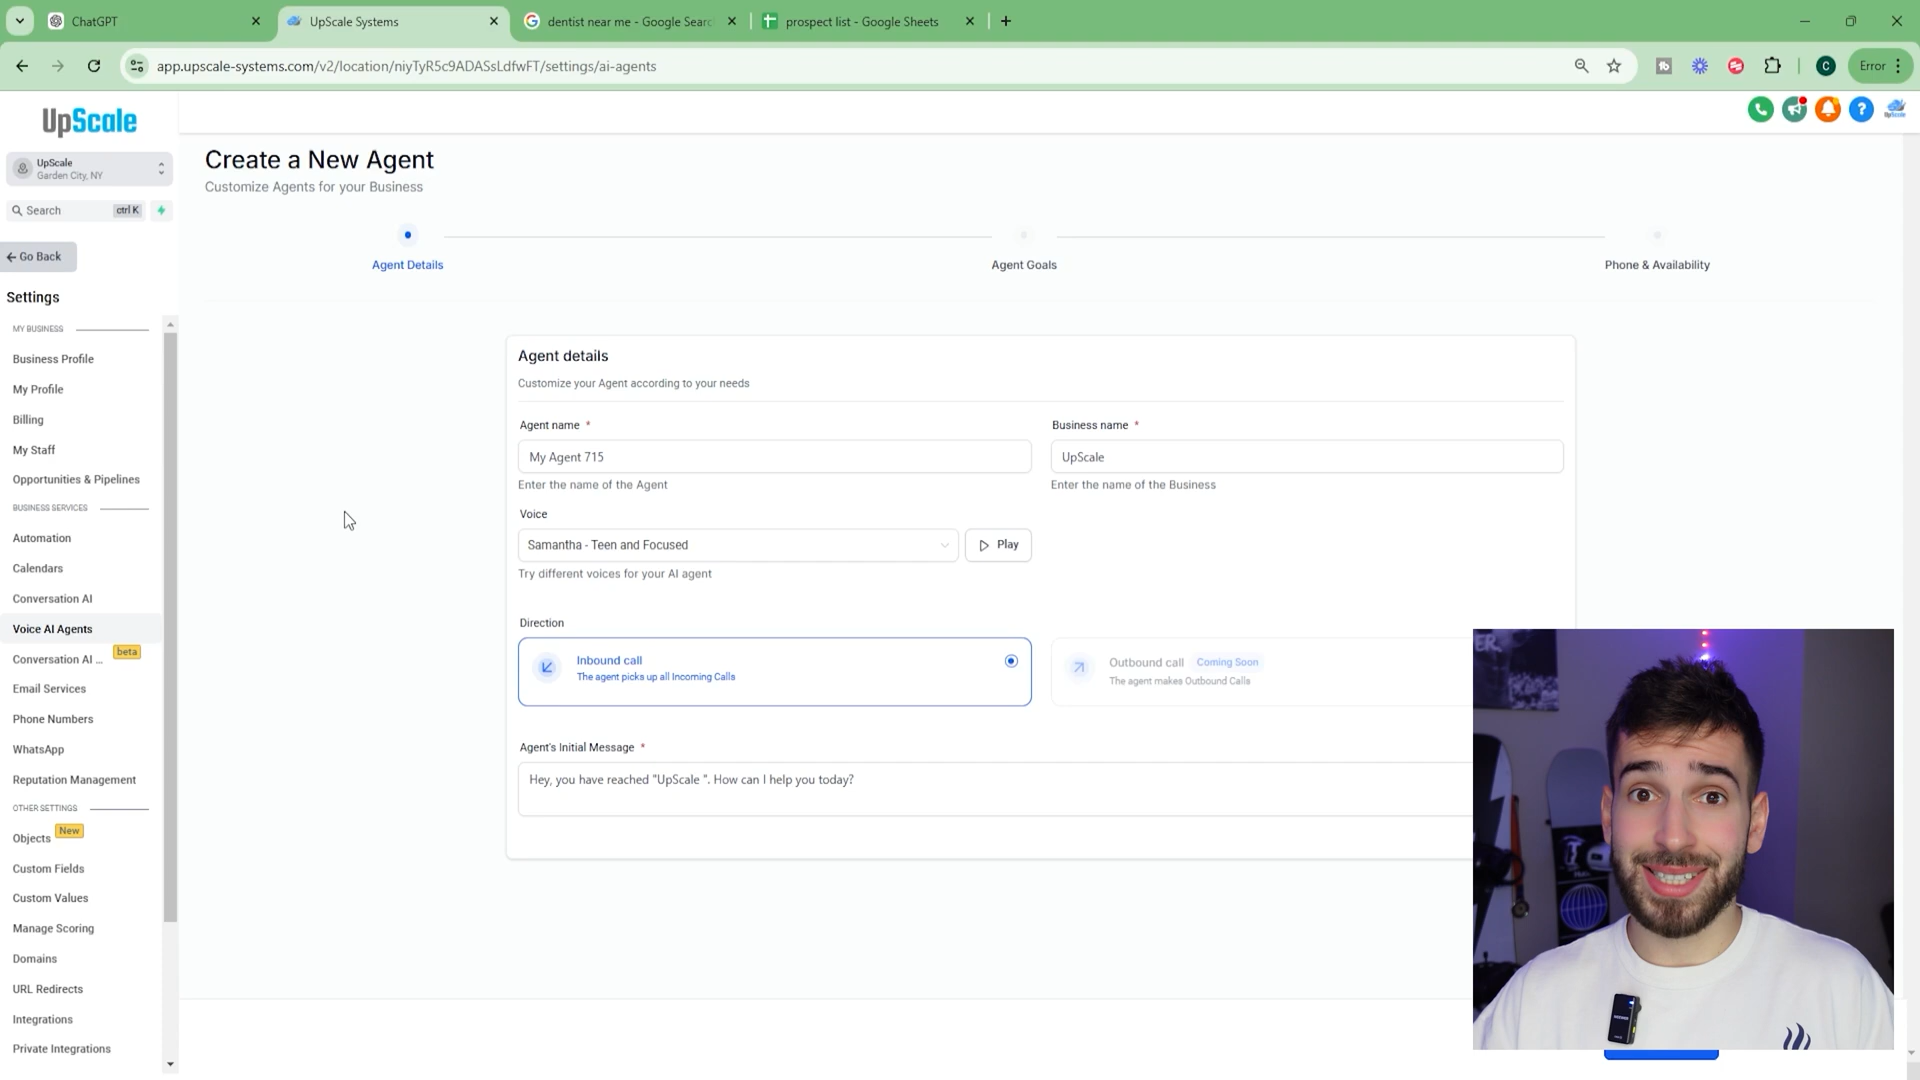 ChatGPT
UpScale Systems
dentist near me - Google Searc
prospect list - Google Sheets
app.upscale-systems.com/v2/location/niyTyR5c9ADASsLdfwFT/settings/ai-agents
C
Error
UpScale
UpScale
Garden City, NY
Search
ctrl K
Go Back
Settings
MY BUSINESS
Business Profile
My Profile
Billing
My Staff
Opportunities & Pipelines
BUSINESS SERVICES
Automation
Calendars
Conversation AI
Voice AI Agents
Conversation AI ...
beta
Email Services
Phone Numbers
WhatsApp
Reputation Management
OTHER SETTINGS
Objects
New
Custom Fields
Custom Values
Manage Scoring
Domains
URL Redirects
Integrations
Private Integrations
Create a New Agent
Customize Agents for your Business
Agent Details
Agent Goals
Phone & Availability
Agent details
Customize your Agent according to your needs
Agent name *
Business name *
My Agent 715
UpScale
Enter the name of the Agent
Enter the name of the Business
Voice
Samantha - Teen and Focused
Play
Try different voices for your AI agent
Direction
Inbound call
The agent picks up all Incoming Calls
Outbound call
Coming Soon
The agent makes Outbound Calls
Agent's Initial Message *
Hey, you have reached "UpScale ". How can I help you today?